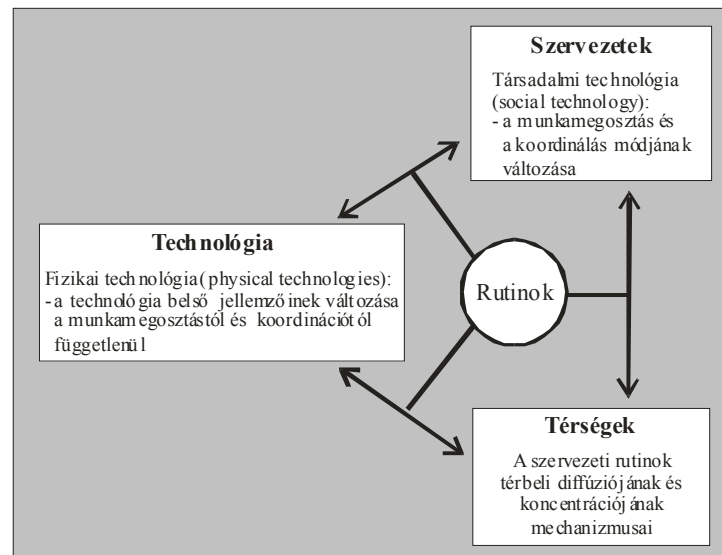 Szervezetek
Társadalmi technológia
(social technology):
- a munkamegosztás és
a koordinálás módjának
változása
Technológia
Fizikai technológia (physical technologies):
- a technológia belső jellemzőinek változása
a munkamegosztástól és koordinációtól
függetlenül
Rutinok
Térségek
A szervezeti rutinok
térbeli diffúziójának és
koncentrációjának
mechanizmusai